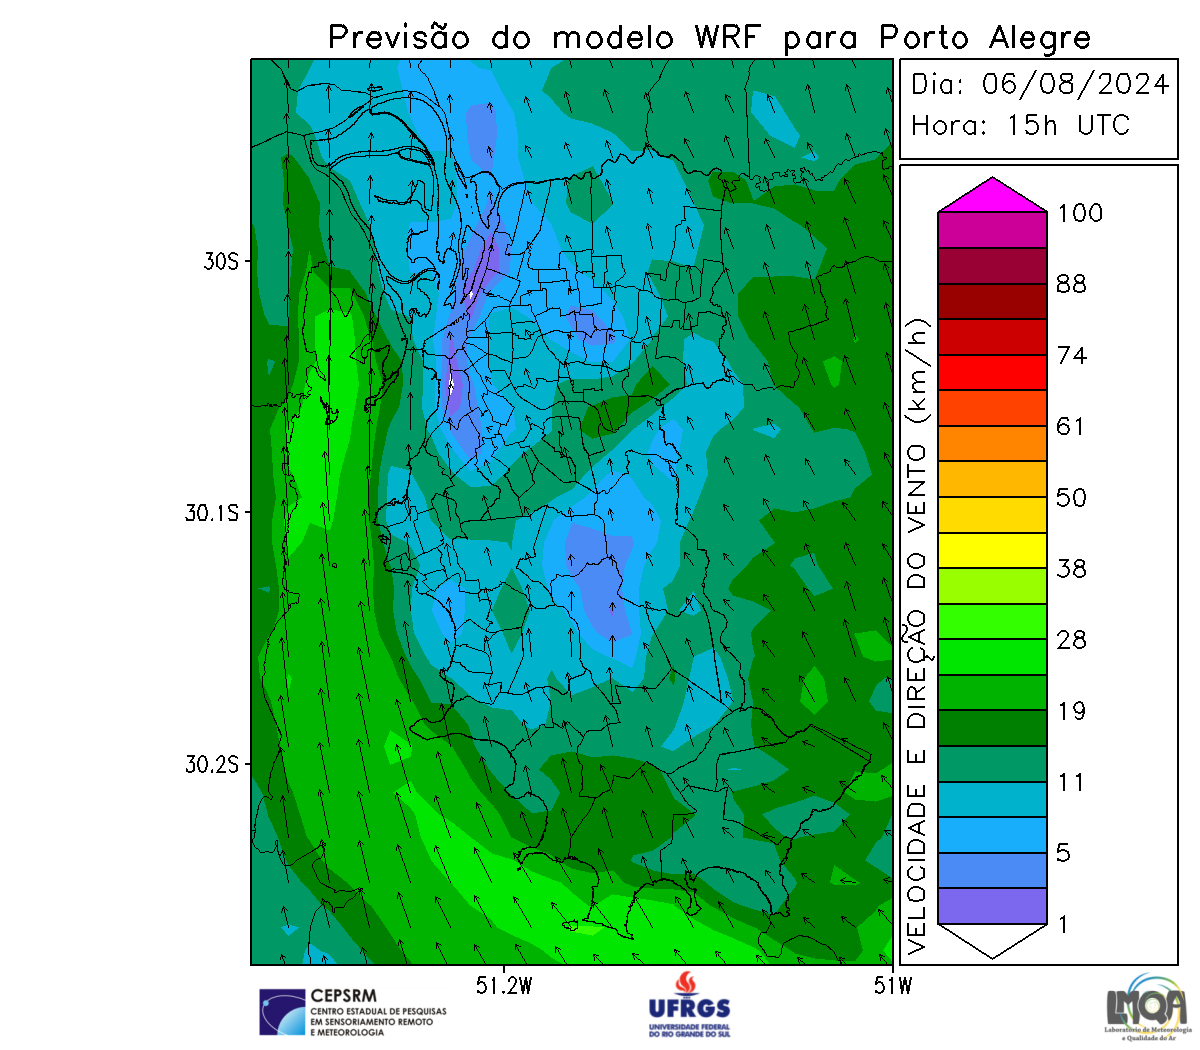 Previsão do modelo WRF para Porto Alegre
Dia: 06/08/2024
Hora: 15h UTC
30S
30.1S
30.2S
51.2W
51W
VELOCIDADE E DIREÇÃO DO VENTO (km/h)
100
88
74
61
50
38
28
19
11
5
1
CEPSRM
CENTRO ESTADUAL DE PESQUISAS
EM SENSORIAMENTO REMOTO
E METEOROLOGIA
UFRGS
UNIVERSIDADE FEDERAL
DO RIO GRANDE DO SUL
LMQA
Laboratório de Meteorologia
e Qualidade do Ar